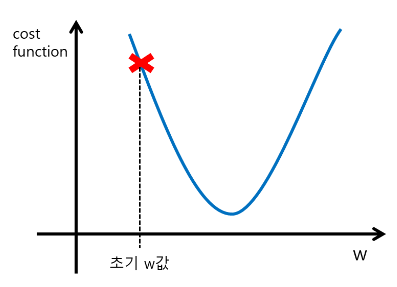 cost
function
W
초기 w값